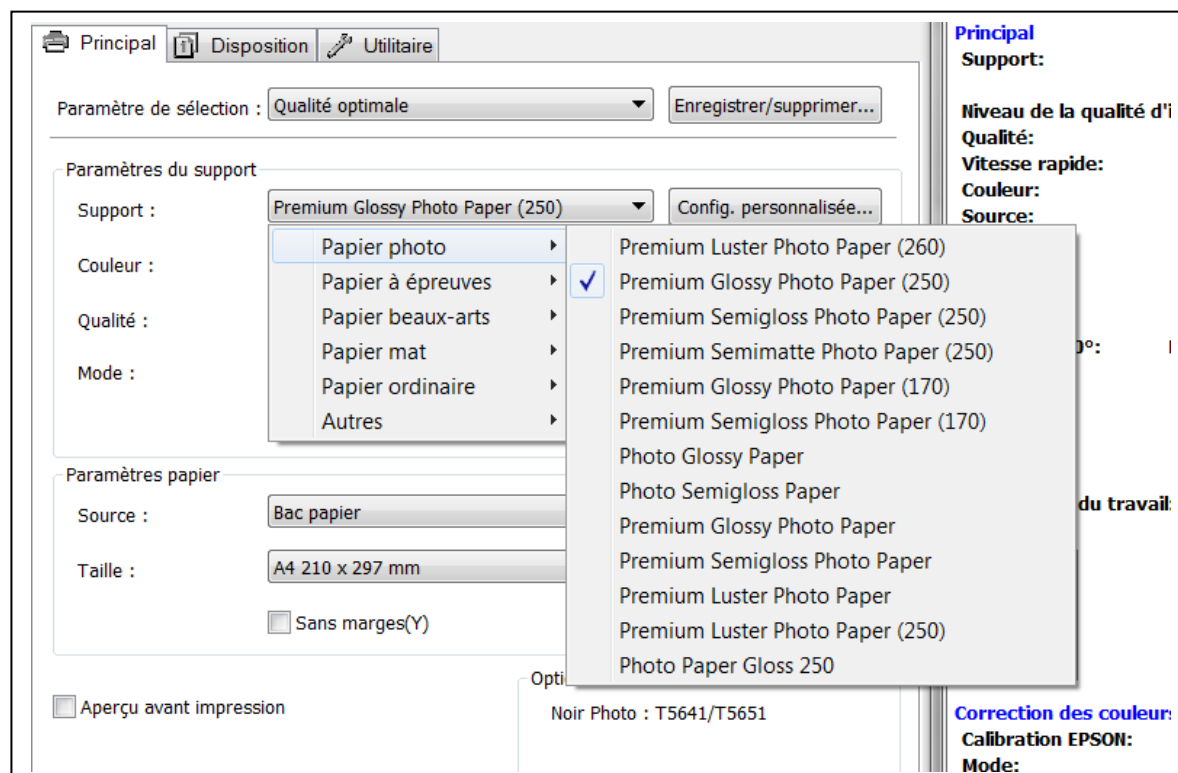 Principal Disposition Utilitaire
Paramètre de sélection : Qualité optimale Enregistrer/supprimer...
Paramètres du support
Support : Premium Glossy Photo Paper (250) Config. personnalisée...
Couleur :
Qualité :
Mode :
Papier photo
Papier à épreuves
Papier beaux-arts
Papier mat
Papier ordinaire
Autres
Premium Luster Photo Paper (260)
Premium Glossy Photo Paper (250)
Premium Semigloss Photo Paper (250)
Premium Semimatte Photo Paper (250)
Premium Glossy Photo Paper (170)
Premium Semigloss Photo Paper (170)
Photo Glossy Paper
Photo Semigloss Paper
Premium Glossy Photo Paper
Premium Semigloss Photo Paper
Premium Luster Photo Paper
Premium Luster Photo Paper (250)
Photo Paper Gloss 250
Paramètres papier
Source : Bac papier
Taille : A4 210 x 297 mm
Sans marges(Y)
Aperçu avant impression
Opti
Noir Photo : T5641/T5651
Principal
Support:
Niveau de la qualité d'i
Qualité:
Vitesse rapide:
Couleur:
Source:
0°:
du travail:
Correction des couleurs
Calibration EPSON:
Mode: